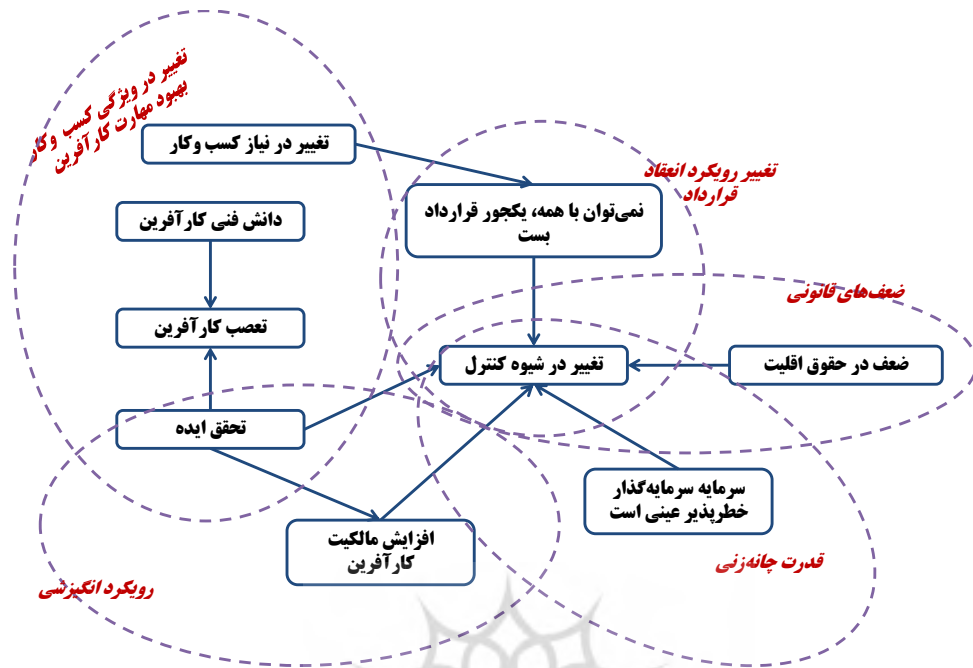 تغییر در ویژگی کسب وکار
بهبود مهارت کارآفرین
تغییر در نیاز کسب وکار
تغییر رویکرد انعقاد
قرارداد
نمی‌توان با همه، یکجور قرارداد
بست
دانش فنی کارآفرین
ضعف‌های قانونی
تعصب کارآفرین
تغییر در شیوه کنترل
ضعف در حقوق اقلیت
تحقق ایده
سرمایه سرمایه‌گذار
خطرپذیر عینی است
افزایش مالکیت
کارآفرین
قدرت چانه‌زنی
رویکرد انگیزشی